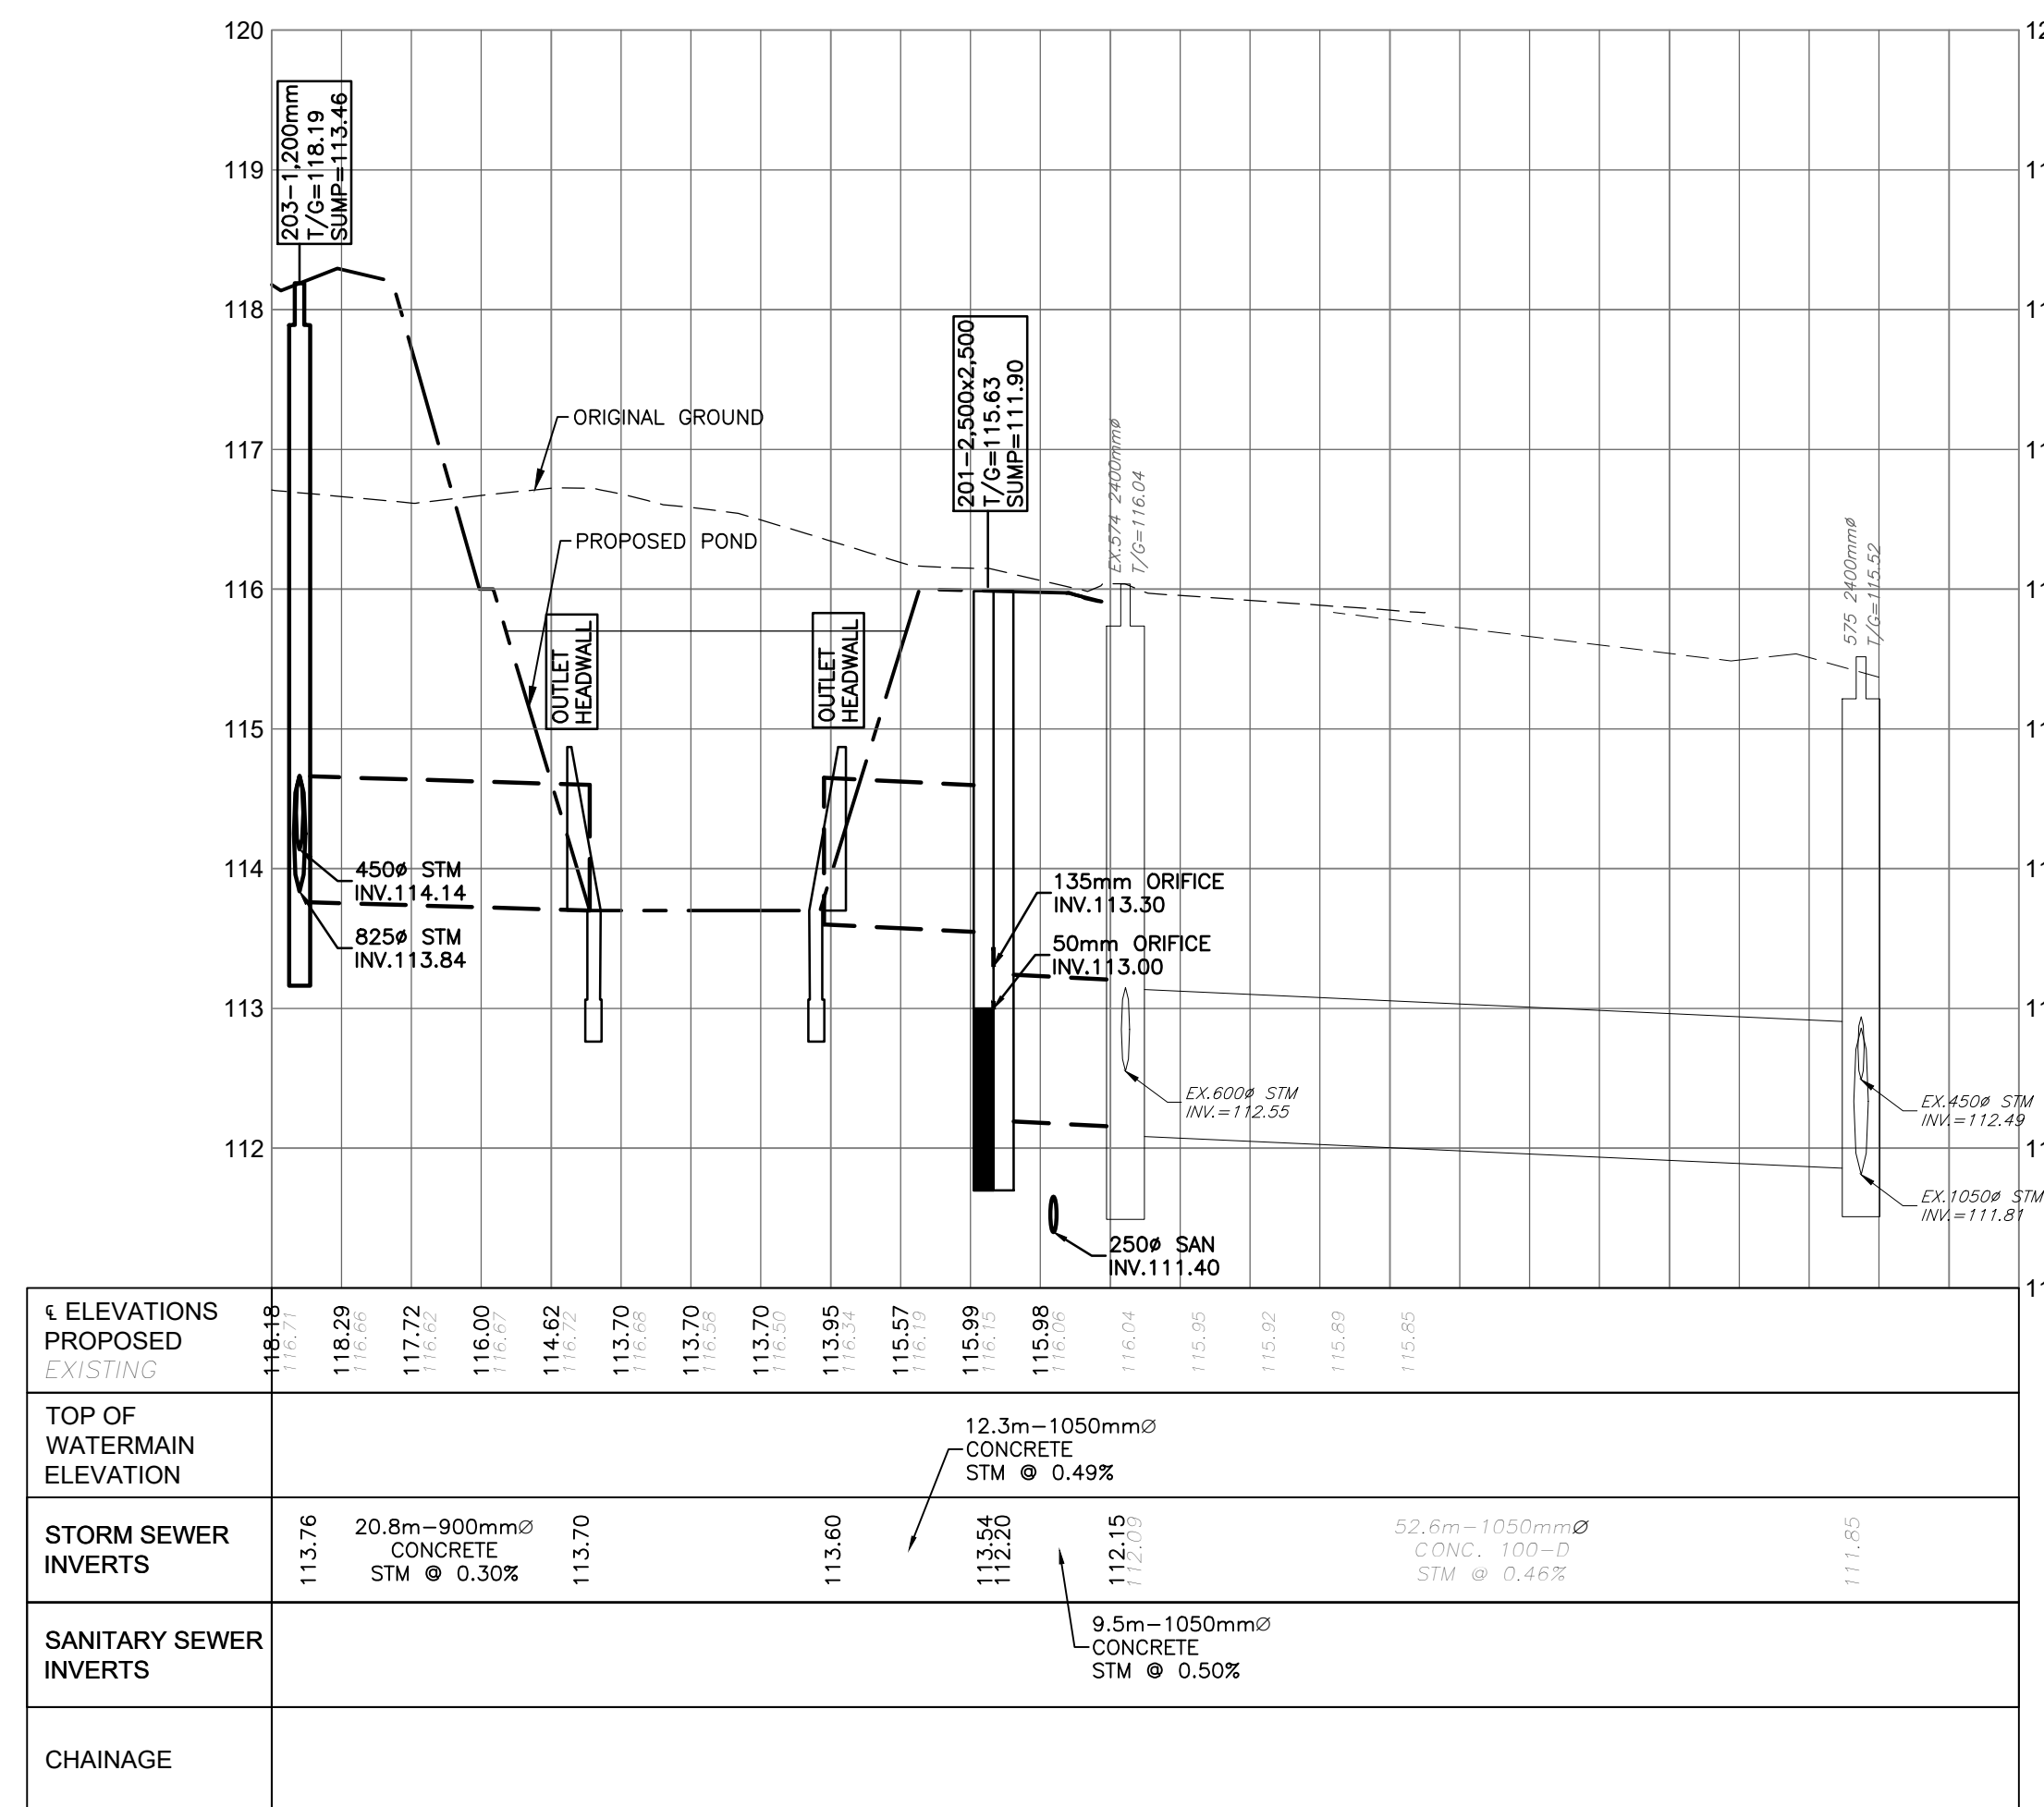 120
119
118
117
116
115
114
113
112
203-1,200mm
T/G=118.19
SUMP=113.46
ORIGINAL GROUND
PROPOSED POND
OUTLET
HEADWALL
OUTLET
HEADWALL
201-2,500x2,500
T/G=115.63
SUMP=111.90
EX.574 2400mmø
T/G=116.04
575 2400mmø
T/G=115.52
450ø STM
INV.114.14
825ø STM
INV.113.84
135mm ORIFICE
INV.113.30
50mm ORIFICE
INV.113.00
EX.600ø STM
INV.=112.55
EX.450ø STM
INV.=112.49
EX.1050ø STM
INV.=111.81
250ø SAN
INV.111.40
℄ ELEVATIONS
PROPOSED
EXISTING
118.18
116.71
118.29
116.66
117.72
116.62
116.00
116.67
114.62
116.72
113.70
116.68
113.70
116.58
113.70
116.50
113.95
116.34
115.57
116.19
115.99
116.15
115.98
116.06
116.04
115.95
115.92
115.89
115.85
TOP OF
WATERMAIN
ELEVATION
12.3m-1050mmØ
CONCRETE
STM @ 0.49%
STORM SEWER
INVERTS
113.76
20.8m-900mmØ
CONCRETE
STM @ 0.30%
113.70
113.60
113.54
112.20
112.15
112.09
52.6m-1050mmØ
CONC. 100-D
STM @ 0.46%
111.85
SANITARY SEWER
INVERTS
9.5m-1050mmØ
CONCRETE
STM @ 0.50%
CHAINAGE